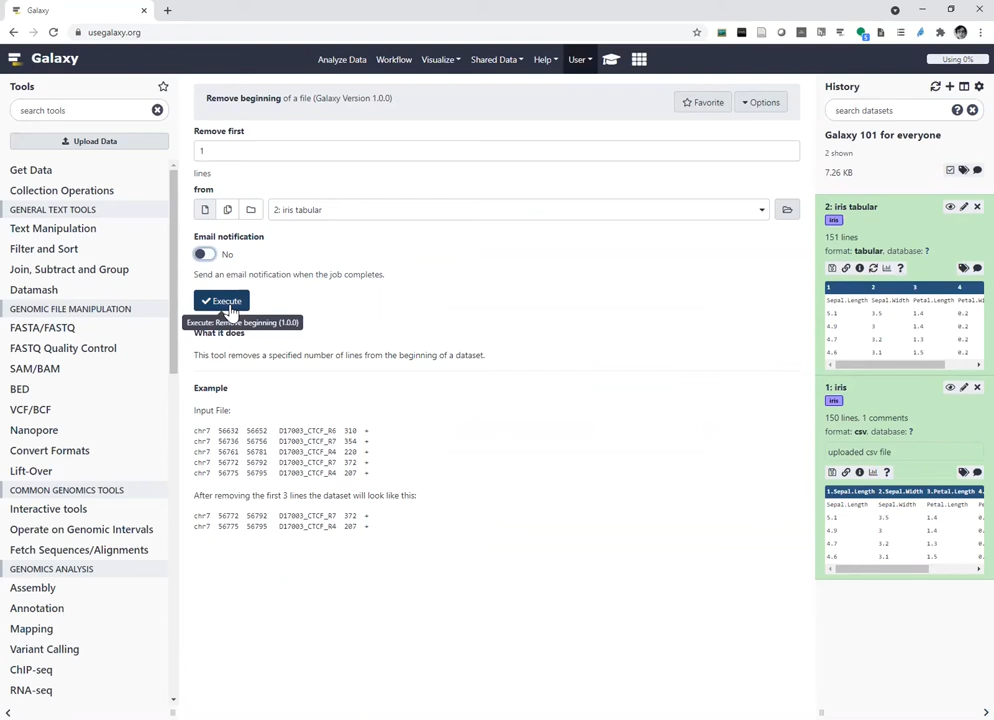 Galaxy
usegalaxy.org
Galaxy
Analyze Data Workflow Visualize Shared Data Help User
Using 0%
Tools
search tools
Upload Data
Get Data
Collection Operations
GENERAL TEXT TOOLS
Text Manipulation
Filter and Sort
Join, Subtract and Group
Datamash
GENOMIC FILE MANIPULATION
FASTA/FASTQ
FASTQ Quality Control
SAM/BAM
BED
VCF/BCF
Nanopore
Convert Formats
Lift-Over
COMMON GENOMICS TOOLS
Interactive tools
Operate on Genomic Intervals
Fetch Sequences/Alignments
GENOMICS ANALYSIS
Assembly
Annotation
Mapping
Variant Calling
ChIP-seq
RNA-seq
Remove beginning of a file (Galaxy Version 1.0.0)
Favorite
Options
Remove first
1
lines
from
2: iris tabular
Email notification
No
Send an email notification when the job completes.
Execute
Execute: Remove beginning (1.0.0)
What it does
This tool removes a specified number of lines from the beginning of a dataset.
Example
Input File:
chr7 56632 56652 D17003_CTCF_R6 310 +
chr7 56736 56756 D17003_CTCF_R7 354 +
chr7 56761 56781 D17003_CTCF_R4 220 +
chr7 56772 56792 D17003_CTCF_R7 372 +
chr7 56775 56795 D17003_CTCF_R4 207 +
After removing the first 3 lines the dataset will look like this:
chr7 56772 56792 D17003_CTCF_R7 372 +
chr7 56775 56795 D17003_CTCF_R4 207 +
History
search datasets
Galaxy 101 for everyone
2 shown
7.26 KB
2: iris tabular
iris
151 lines
format: tabular, database: ?
1 2 3 4
Sepal.Length Sepal.Width Petal.Length Petal.Wi
5.1 3.5 1.4 0.2
4.9 3 1.4 0.2
4.7 3.2 1.3 0.2
4.6 3.1 1.5 0.2
1: iris
iris
150 lines, 1 comments
format: csv, database: ?
uploaded csv file
1.Sepal.Length 2.Sepal.Width 3.Petal.Length 4.
Sepal.Length Sepal.Width Petal.Length Pe
5.1 3.5 1.4 0.
4.9 3 1.4 0.
4.7 3.2 1.3 0.
4.6 3.1 1.5 0.